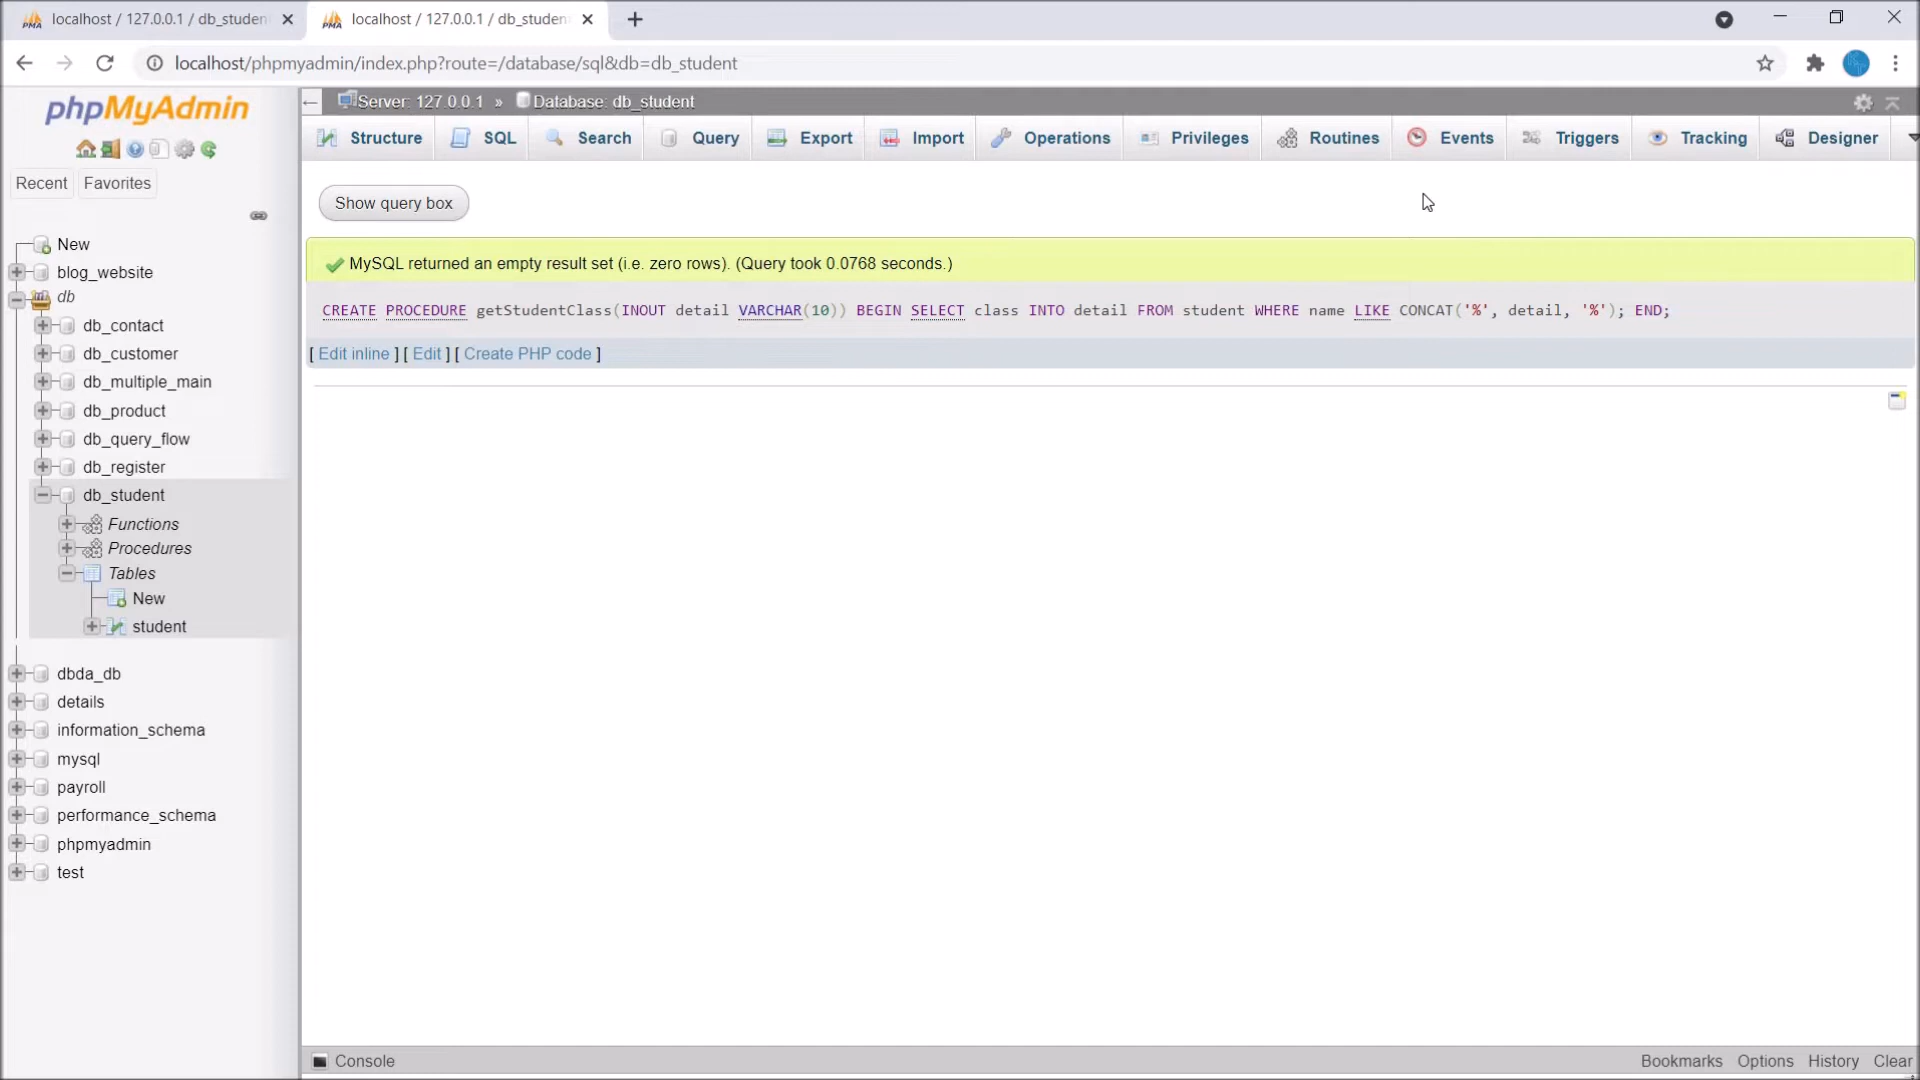 localhost / 127.0.0.1 / db_studen
localhost / 127.0.0.1 / db_studen
localhost/phpmyadmin/index.php?route=/database/sql&db=db_student
phpMyAdmin
Recent Favorites
New
blog_website
db
db_contact
db_customer
db_multiple_main
db_product
db_query_flow
db_register
db_student
Functions
Procedures
Tables
New
student
dbda_db
details
information_schema
mysql
payroll
performance_schema
phpmyadmin
test
Server: 127.0.0.1 » Database: db_student
Structure SQL Search Query Export Import Operations Privileges Routines Events Triggers Tracking Designer
Show query box
MySQL returned an empty result set (i.e. zero rows). (Query took 0.0768 seconds.)
CREATE PROCEDURE getStudentClass(INOUT detail VARCHAR(10)) BEGIN SELECT class INTO detail FROM student WHERE name LIKE CONCAT('%', detail, '%'); END;
[ Edit inline ] [ Edit ] [ Create PHP code ]
Console
Bookmarks Options History Clear